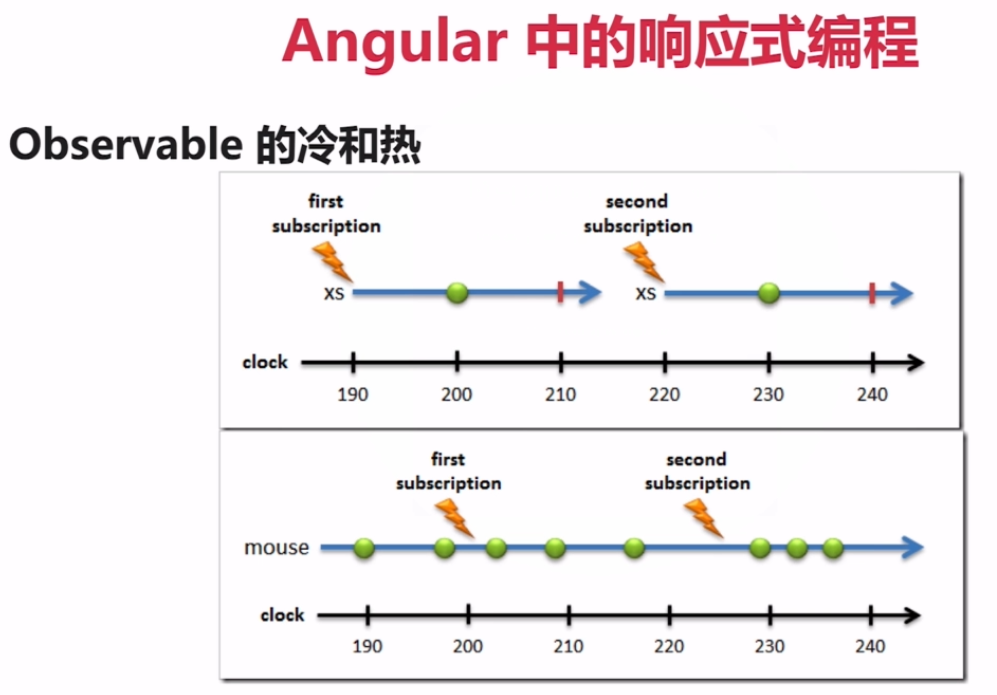 Angular 中的响应式编程
Observable 的冷和热
first
subscription
second
subscription
xs
xs
clock
190 200 210 220 230 240
first
subscription
second
subscription
mouse
clock
190 200 210 220 230 240